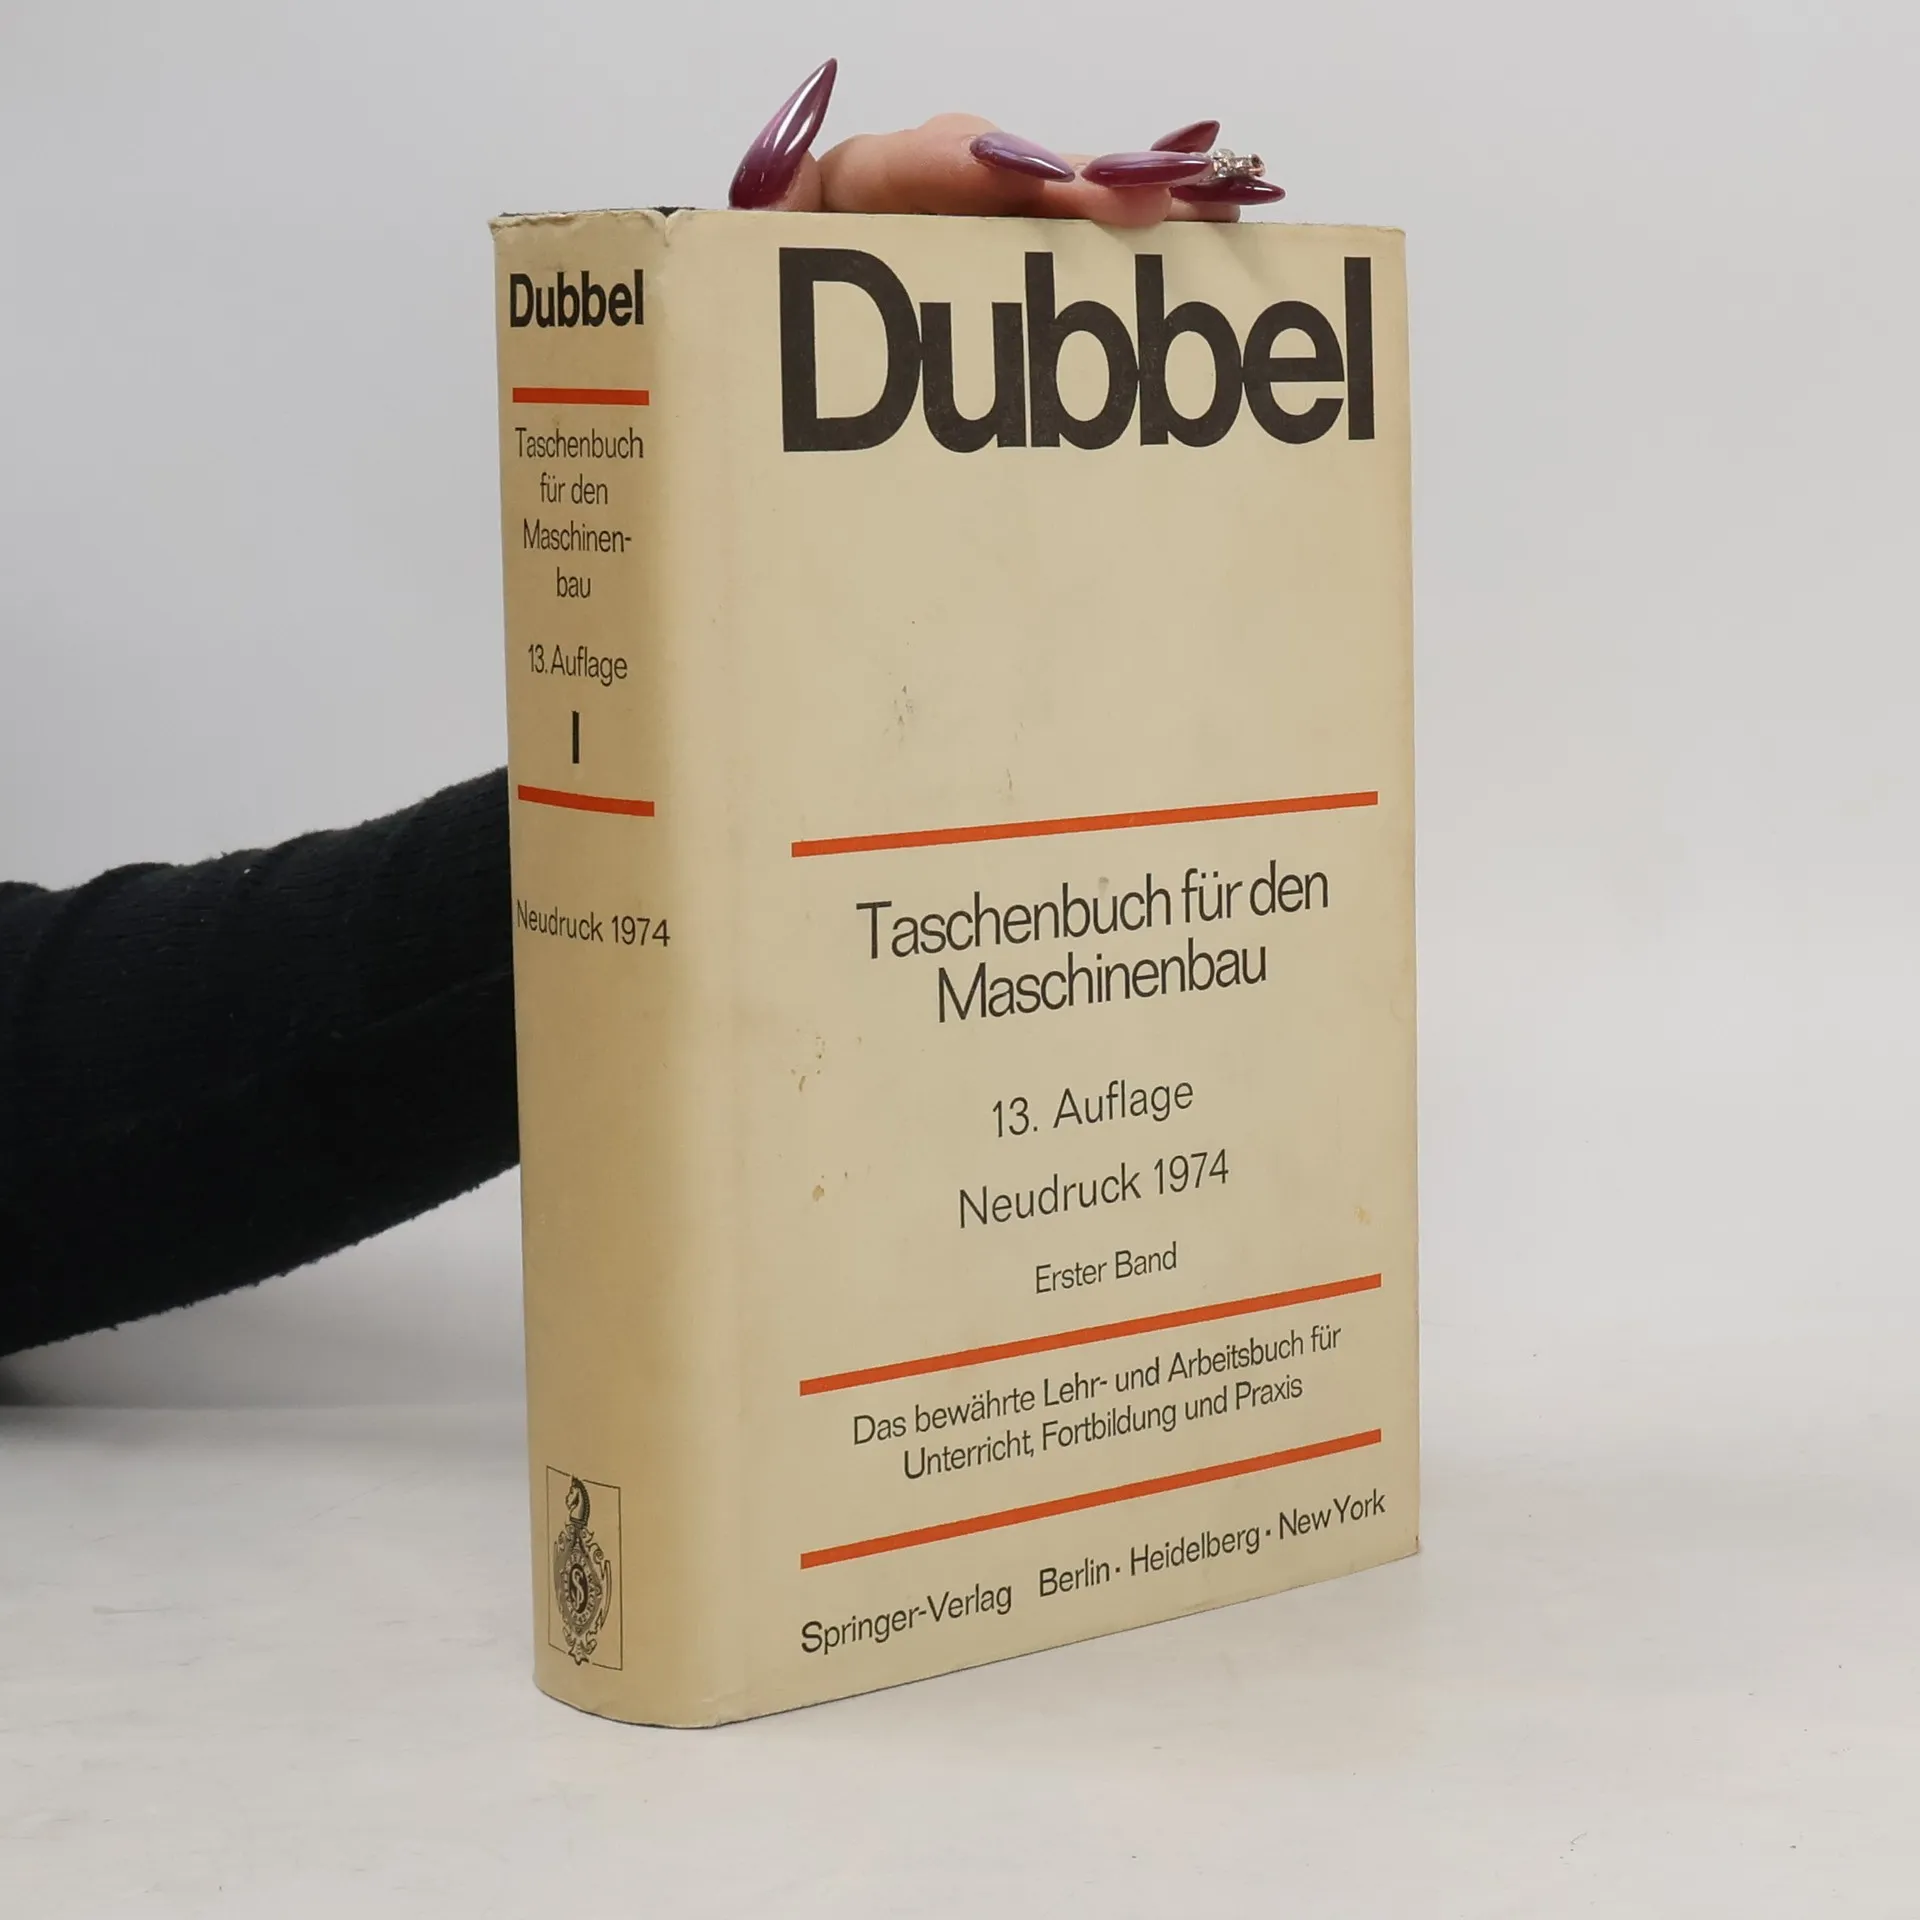 Dubbel
Taschenbuch
für den
Maschinen-
bau
13. Auflage
I
Neudruck 1974
Dubbel
Taschenbuch für den
Maschinenbau
13. Auflage
Neudruck 1974
Erster Band
Das bewährte Lehr- und Arbeitsbuch für
Unterricht, Fortbildung und Praxis
Springer-Verlag Berlin · Heidelberg · New York